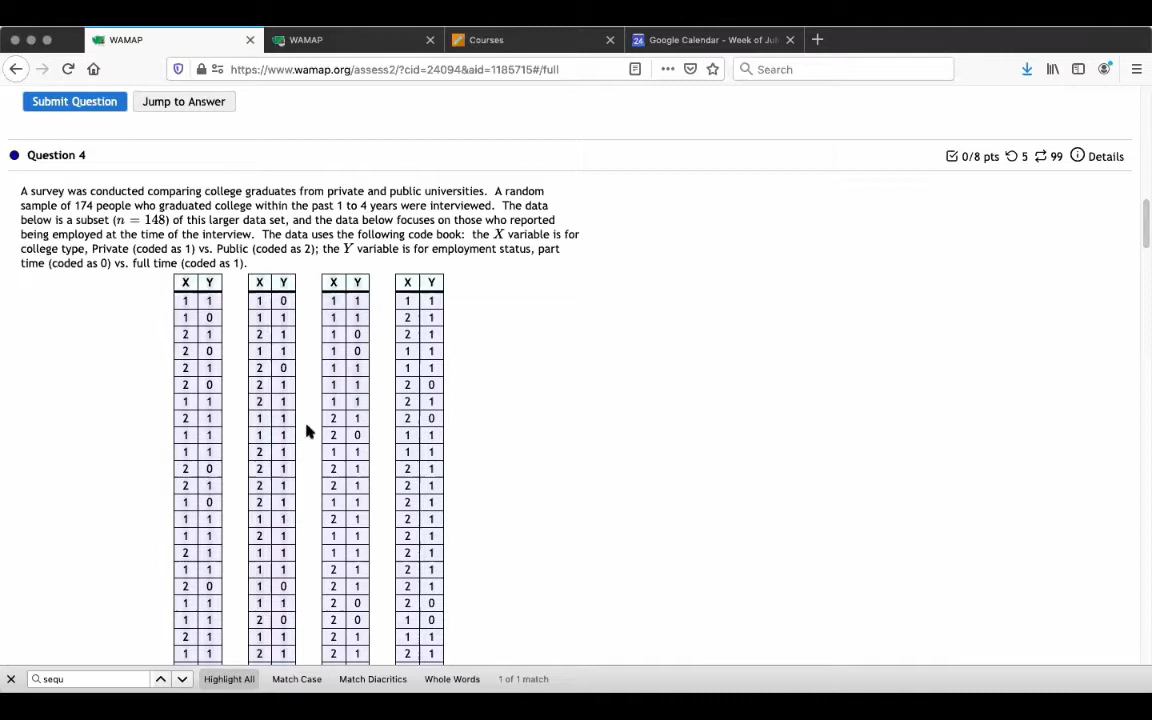 WAMAP
WAMAP
Courses
24 Google Calendar - Week of Jul
https://www.wamap.org/assess2/?cid=24094&aid=1185715#/full
Search
Submit Question
Jump to Answer
Question 4
0/8 pts 5 99 Details
A survey was conducted comparing college graduates from private and public universities. A random
sample of 174 people who graduated college within the past 1 to 4 years were interviewed. The data
below is a subset (n = 148) of this larger data set, and the data below focuses on those who reported
being employed at the time of the interview. The data uses the following code book: the X variable is for
college type, Private (coded as 1) vs. Public (coded as 2); the Y variable is for employment status, part
time (coded as 0) vs. full time (coded as 1).
X Y X Y X Y X Y
1 1 1 0 1 1 1 1
1 0 1 1 1 1 2 1
2 1 2 1 1 0 2 1
2 0 1 1 1 0 1 1
2 1 2 0 1 1 1 1
2 0 2 1 1 1 2 0
1 1 2 1 1 1 2 1
2 1 1 1 2 1 2 0
1 1 1 1 2 0 1 1
1 1 2 1 1 1 1 1
2 0 2 1 2 1 2 1
2 1 2 1 2 1 2 1
1 0 2 1 1 1 2 1
1 1 1 1 2 1 2 1
1 1 2 1 1 1 2 1
2 1 1 1 1 1 2 1
1 1 1 1 2 1 2 1
2 0 1 0 2 1 2 1
1 1 1 1 2 0 2 0
1 1 2 0 2 0 1 0
2 1 1 1 2 1 1 1
1 1 2 1 2 1 2 1
sequ
Highlight All
Match Case
Match Diacritics
Whole Words
1 of 1 match